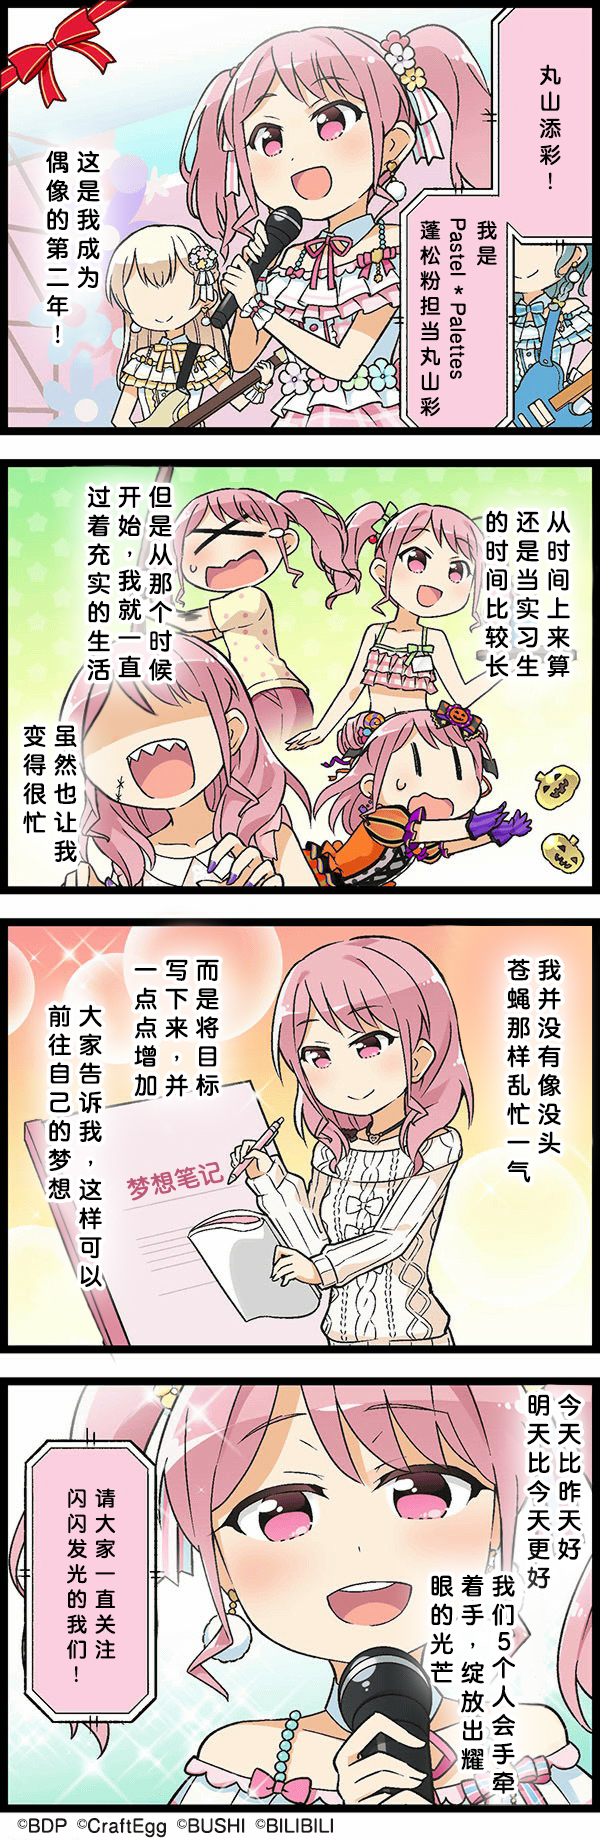 丸山添彩！
我是
Pastel＊Palettes
蓬松粉担当丸山彩
这是我成为
偶像的第二年！
从时间上来算
还是当实习生
的时间比较长
但是从那个时候
开始，我就一直
过着充实的生活
虽然也让我
变得很忙
我并没有像没头
苍蝇那样乱忙一
气
而是将目标
写下来，并
一点点增加
大家告诉我，这样可以
前往自己的梦想
梦想笔记
今天比昨天好
明天比今天更好
我们5个人会手牵
着手，绽放出耀
眼的光芒
请大家一直关注
闪闪发光的我们！
©BDP ©CraftEgg ©BUSHI ©BILIBILI